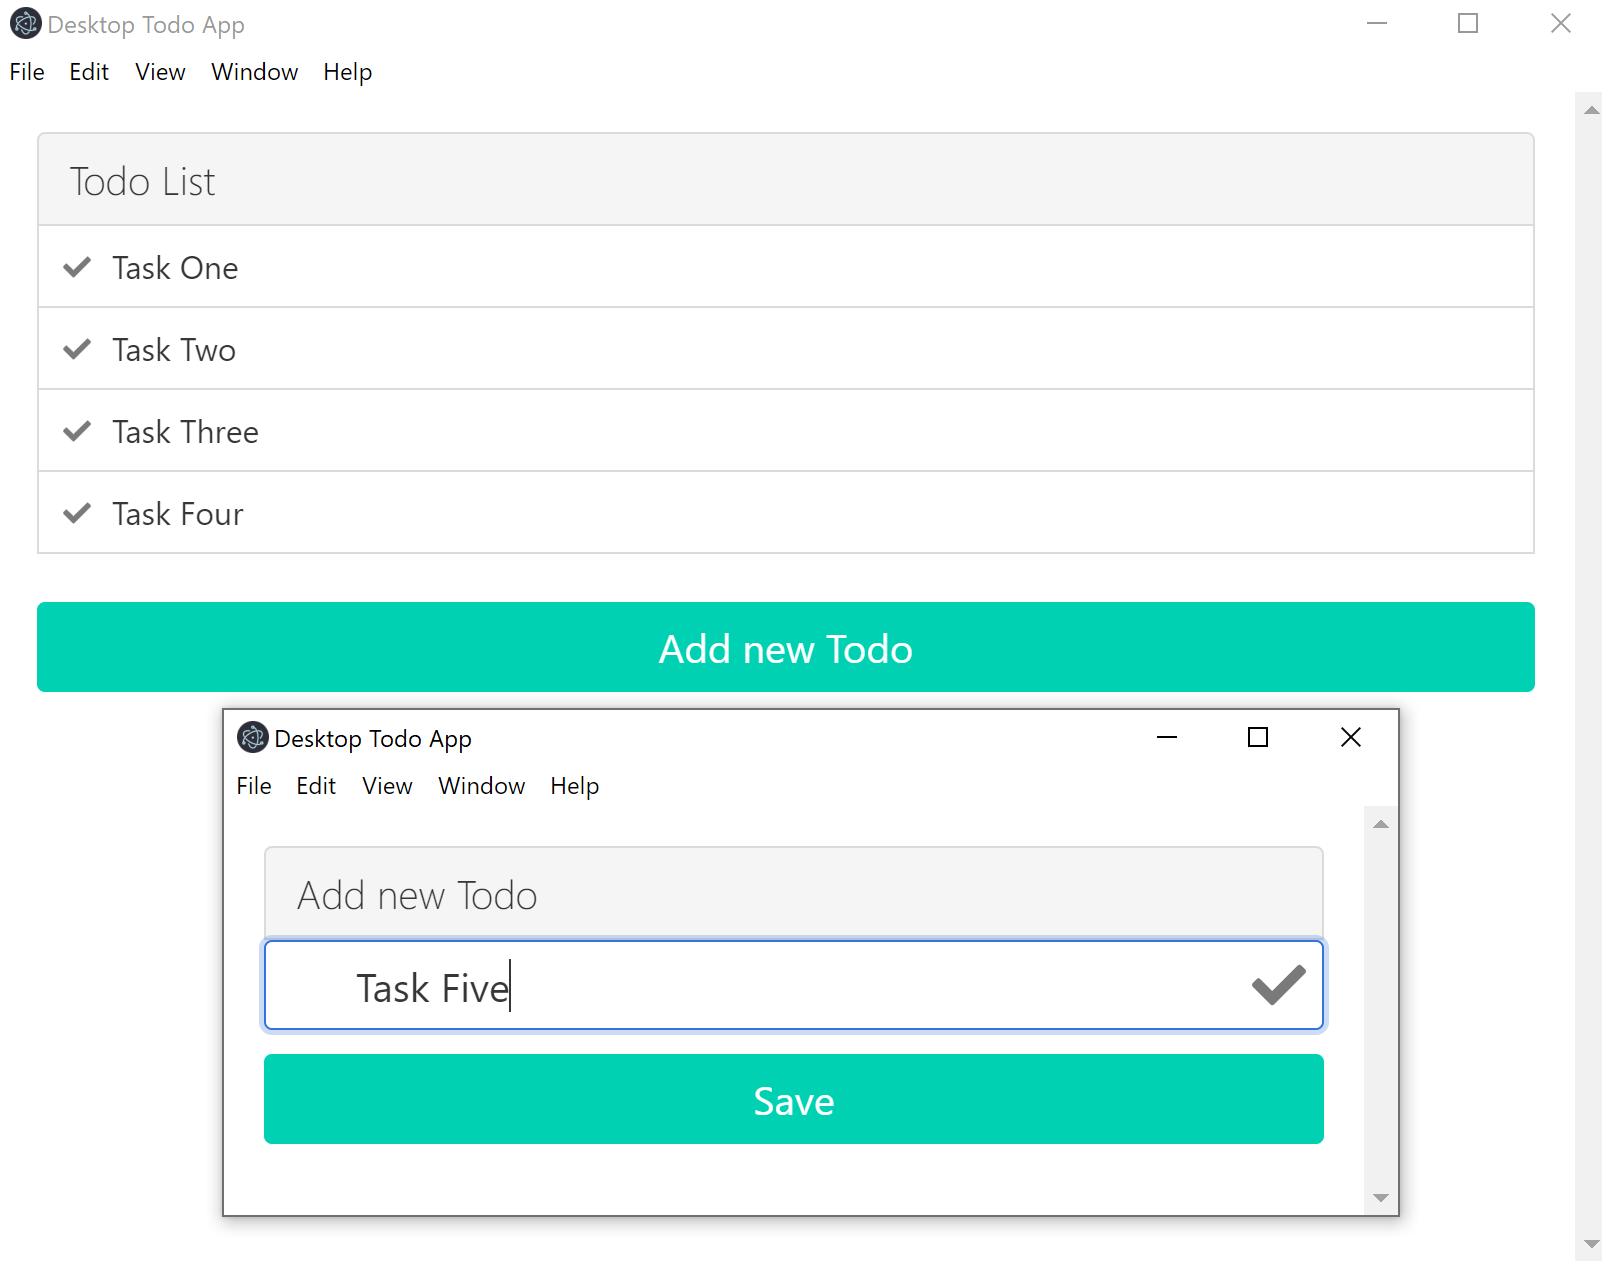 Desktop Todo App
File Edit View Window Help
Todo List
Task One
Task Two
Task Three
Task Four
Add new Todo
Desktop Todo App
File Edit View Window Help
Add new Todo
Task Five
Save